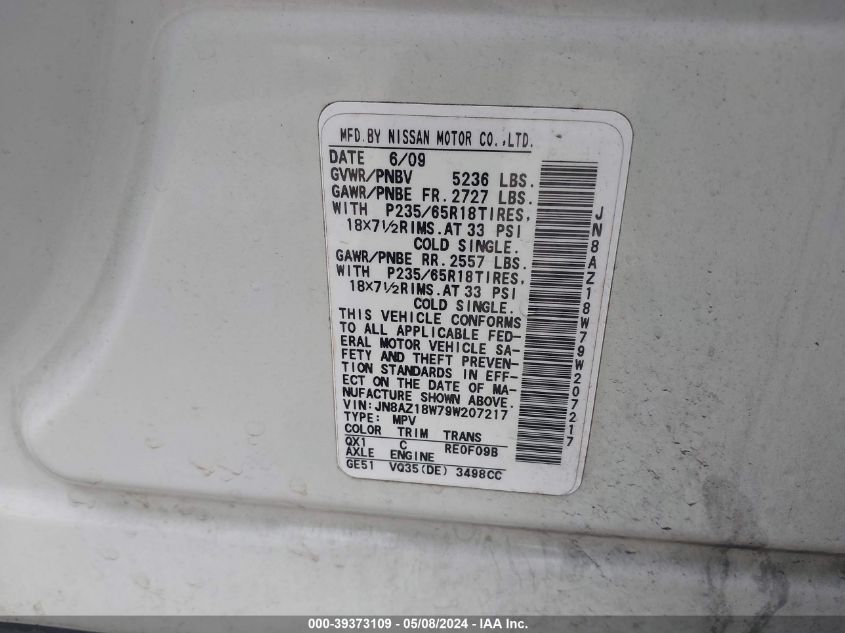 MFD.BY NISSAN MOTOR CO.,LTD.
DATE 6/09
GVWR/PNBV 5236 LBS.
GAWR/PNBE FR. 2727 LBS.
WITH P235/65R18TIRES,
18×7½RIMS.AT 33 PSI
COLD SINGLE.
GAWR/PNBE RR. 2557 LBS.
WITH P235/65R18TIRES,
18×7½RIMS.AT 33 PSI
COLD SINGLE.
THIS VEHICLE CONFORMS
TO ALL APPLICABLE FED-
ERAL MOTOR VEHICLE SA-
FETY AND THEFT PREVEN-
TION STANDARDS IN EFF-
ECT ON THE DATE OF MA-
NUFACTURE SHOWN ABOVE.
VIN:JN8AZ18W79W207217
TYPE: MPV
COLOR TRIM TRANS
QX1 C RE0F09B
AXLE ENGINE
GE51 VQ35(DE) 3498CC
JN8AZ18W79W207217
000-39373109 - 05/08/2024 - IAA Inc.